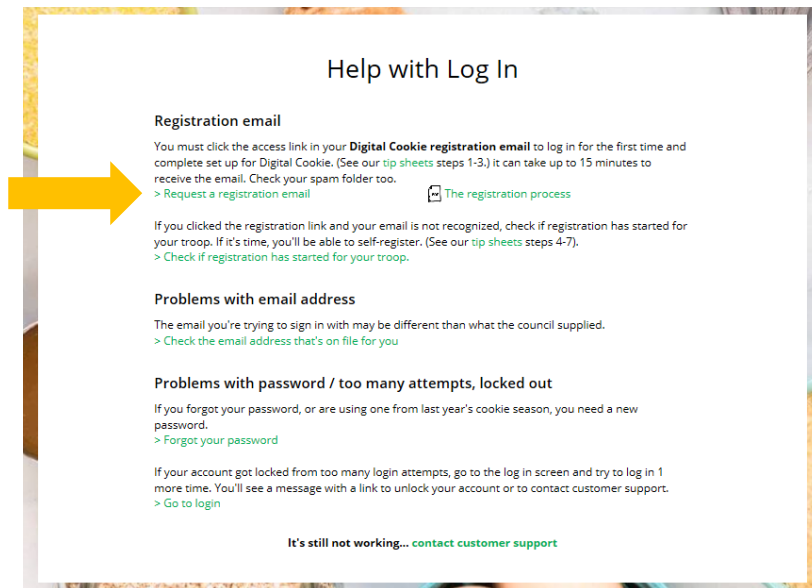 Help with Log In
Registration email
You must click the access link in your Digital Cookie registration email to log in for the first time and
complete set up for Digital Cookie. (See our tip sheets steps 1-3.) it can take up to 15 minutes to
receive the email. Check your spam folder too.
> Request a registration email
The registration process
If you clicked the registration link and your email is not recognized, check if registration has started for
your troop. If it's time, you'll be able to self-register. (See our tip sheets steps 4-7).
> Check if registration has started for your troop.
Problems with email address
The email you're trying to sign in with may be different than what the council supplied.
> Check the email address that's on file for you
Problems with password / too many attempts, locked out
If you forgot your password, or are using one from last year's cookie season, you need a new
password.
> Forgot your password
If your account got locked from too many login attempts, go to the log in screen and try to log in 1
more time. You'll see a message with a link to unlock your account or to contact customer support.
> Go to login
It's still not working... contact customer support